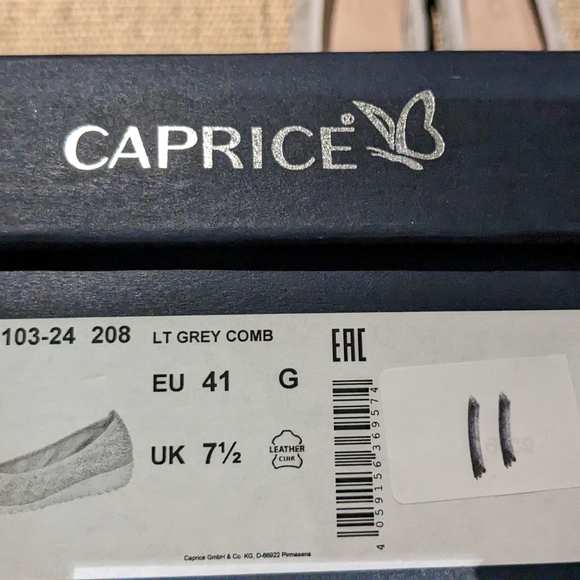 CAPRICE®
103-24 208 LT GREY COMB
EAC
EU 41 G
UK 7½
LEATHER
CUIR
4 059156 369574
11
Caprice GmbH & Co. KG, D-66922 Pirmasens